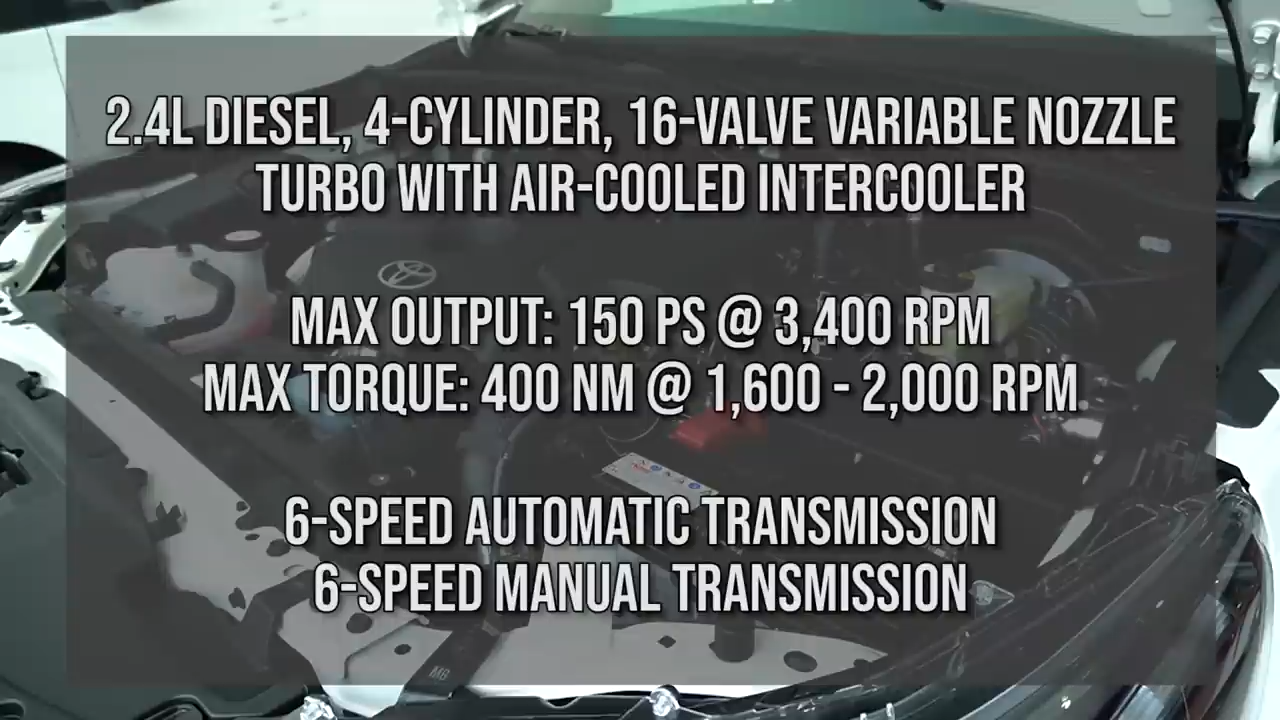 2.4L DIESEL, 4-CYLINDER, 16-VALVE VARIABLE NOZZLE
TURBO WITH AIR-COOLED INTERCOOLER
MAX OUTPUT: 150 PS @ 3,400 RPM
MAX TORQUE: 400 NM @ 1,600 - 2,000 RPM
6-SPEED AUTOMATIC TRANSMISSION
6-SPEED MANUAL TRANSMISSION